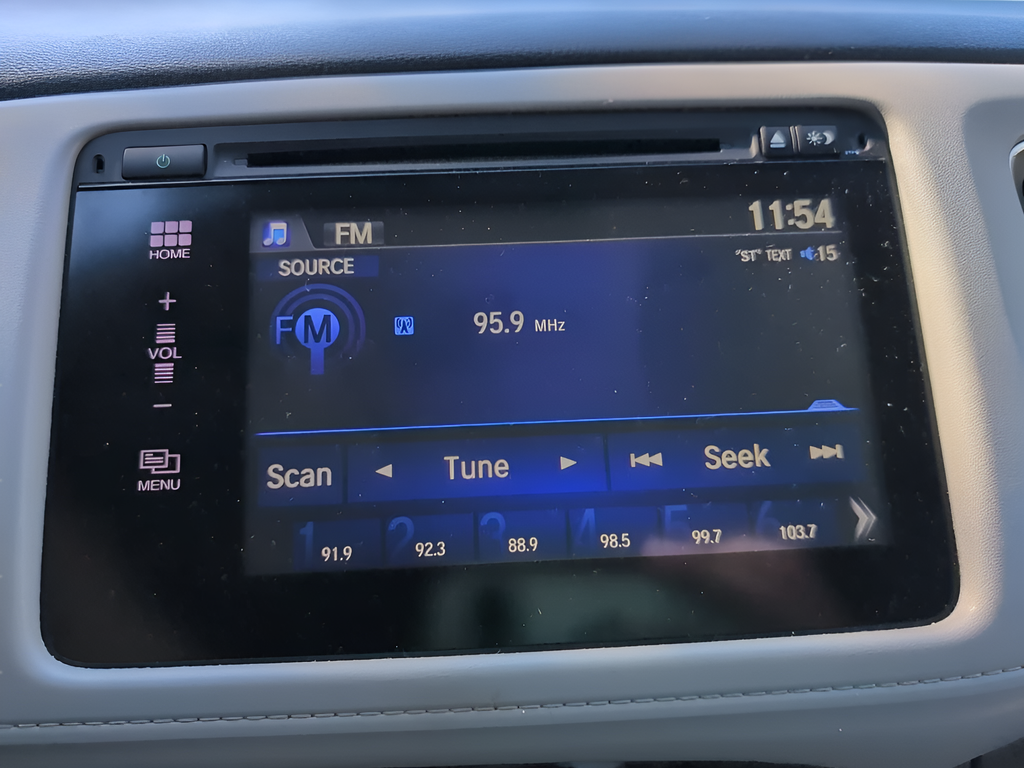 11:54
FM
HOME
"ST" TEXT 15
SOURCE
FM
95.9 MHz
+
VOL
−
Scan
Tune
Seek
MENU
1 2 3 4 5 6
91.9 92.3 88.9 98.5 99.7 103.7